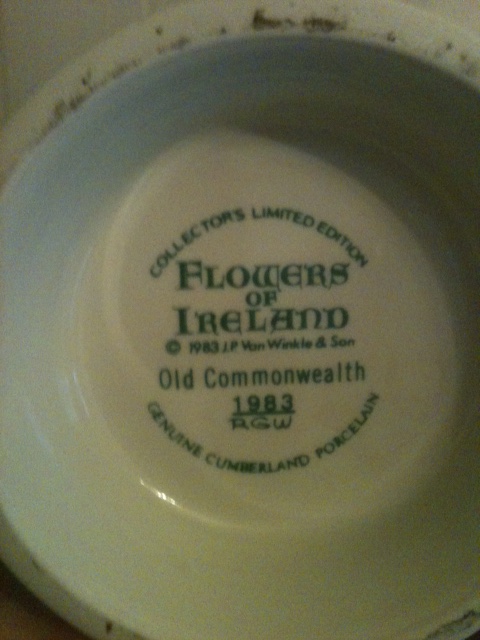 COLLECTOR'S LIMITED EDITION
FLOWERS
OF
IRELAND
© 1983 J.P. Van Winkle & Son
Old Commonwealth
1983
RGW
GENUINE CUMBERLAND PORCELAIN